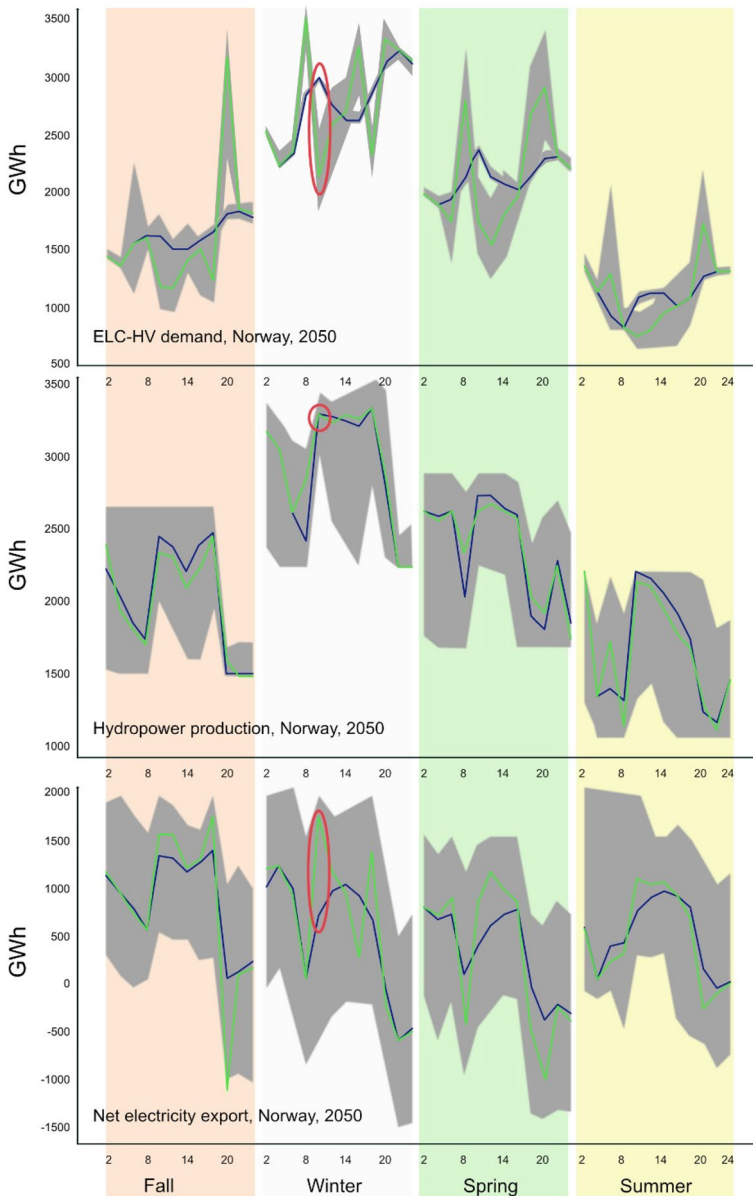 3500
3000
2500
2000
1500
1000
500
GWh
ELC-HV demand, Norway, 2050
2 8 14 20 2 8 14 20 2 8 14 20 2 8 14 20 24
3500
3000
2500
2000
1500
1000
GWh
Hydropower production, Norway, 2050
2 8 14 20 2 8 14 20 2 8 14 20 2 8 14 20 24
2000
1500
1000
500
0
-500
-1000
-1500
GWh
Net electricity export, Norway, 2050
2 8 14 20 2 8 14 20 2 8 14 20 2 8 14 20 24
Fall Winter Spring Summer